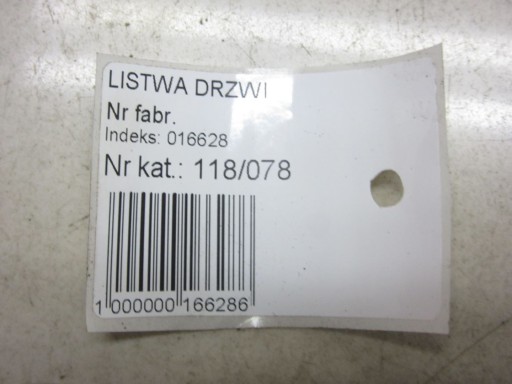 LISTWA DRZWI
Nr fabr.
Indeks: 016628
Nr kat.: 118/078
1 000000 166286